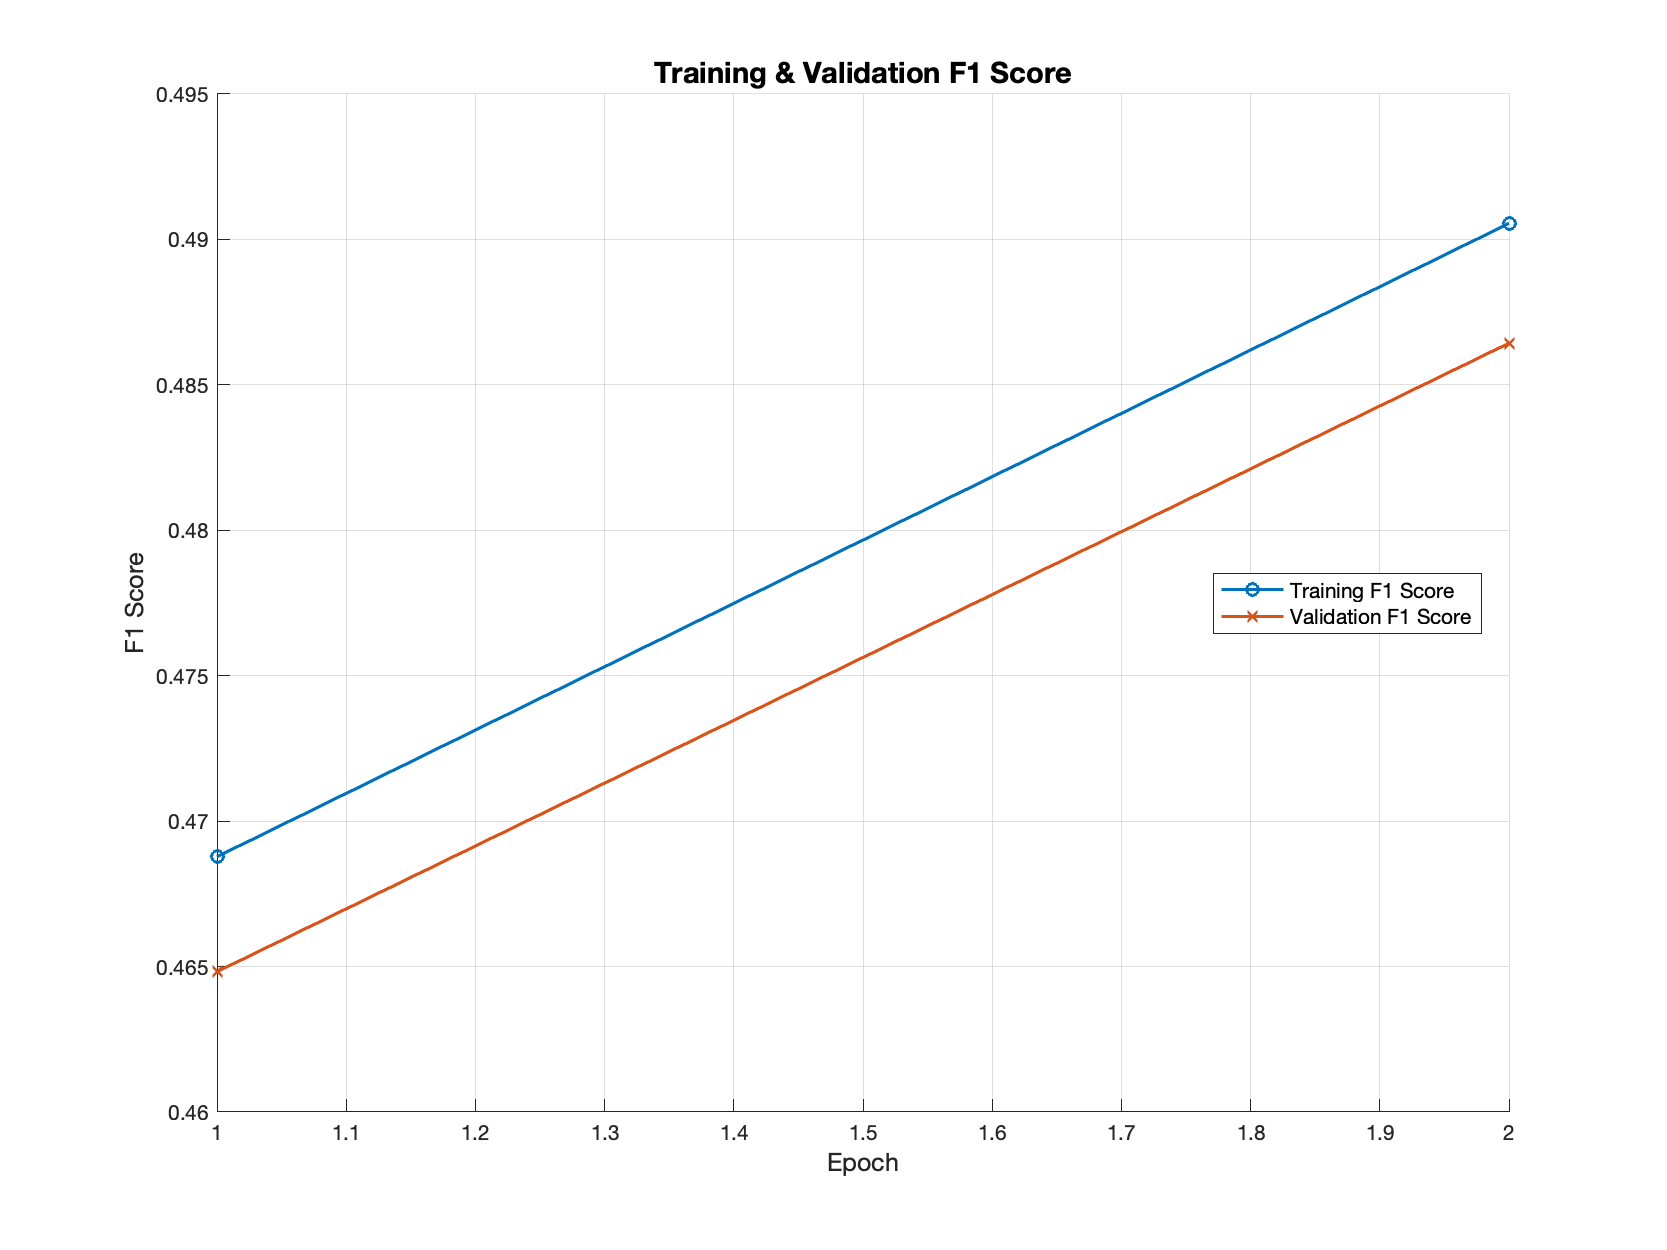 Training & Validation F1 Score
0.495
0.49
0.485
0.48
0.475
0.47
0.465
0.46
F1 Score
Training F1 Score
Validation F1 Score
1 1.1 1.2 1.3 1.4 1.5 1.6 1.7 1.8 1.9 2
Epoch